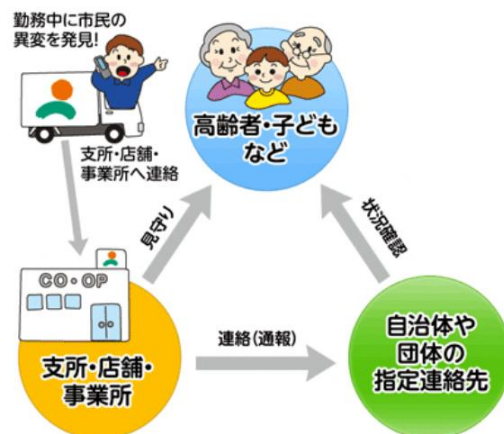 勤務中に市民の
異変を発見!
支所・店舗・
事業所へ連絡
高齢者・子ども
など
見守り
状況確認
CO・OP
支所・店舗・
事業所
連絡(通報)
自治体や
団体の
指定連絡先